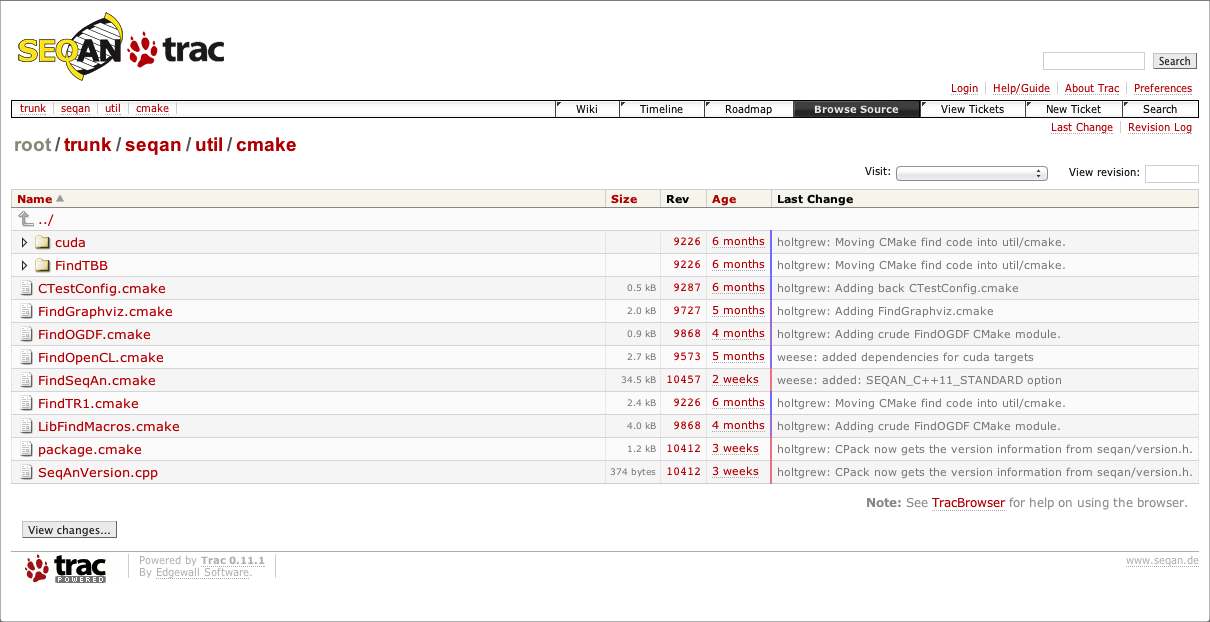 SEQAN trac
Search
Login Help/Guide About Trac Preferences
trunk seqan util cmake Wiki Timeline Roadmap Browse Source View Tickets New Ticket Search
Last Change Revision Log
root / trunk / seqan / util / cmake
Visit: View revision:
Name Size Rev Age Last Change
../
cuda 9226 6 months holtgrew: Moving CMake find code into util/cmake.
FindTBB 9226 6 months holtgrew: Moving CMake find code into util/cmake.
CTestConfig.cmake 0.5 kB 9287 6 months holtgrew: Adding back CTestConfig.cmake
FindGraphviz.cmake 2.0 kB 9727 5 months holtgrew: Adding FindGraphviz.cmake
FindOGDF.cmake 0.9 kB 9868 4 months holtgrew: Adding crude FindOGDF CMake module.
FindOpenCL.cmake 2.7 kB 9573 5 months weese: added dependencies for cuda targets
FindSeqAn.cmake 34.5 kB 10457 2 weeks weese: added: SEQAN_C++11_STANDARD option
FindTR1.cmake 2.4 kB 9226 6 months holtgrew: Moving CMake find code into util/cmake.
LibFindMacros.cmake 4.0 kB 9868 4 months holtgrew: Adding crude FindOGDF CMake module.
package.cmake 1.2 kB 10412 3 weeks holtgrew: CPack now gets the version information from seqan/version.h.
SeqAnVersion.cpp 374 bytes 10412 3 weeks holtgrew: CPack now gets the version information from seqan/version.h.
Note: See TracBrowser for help on using the browser.
View changes...
trac POWERED
Powered by Trac 0.11.1
By Edgewall Software.
www.seqan.de